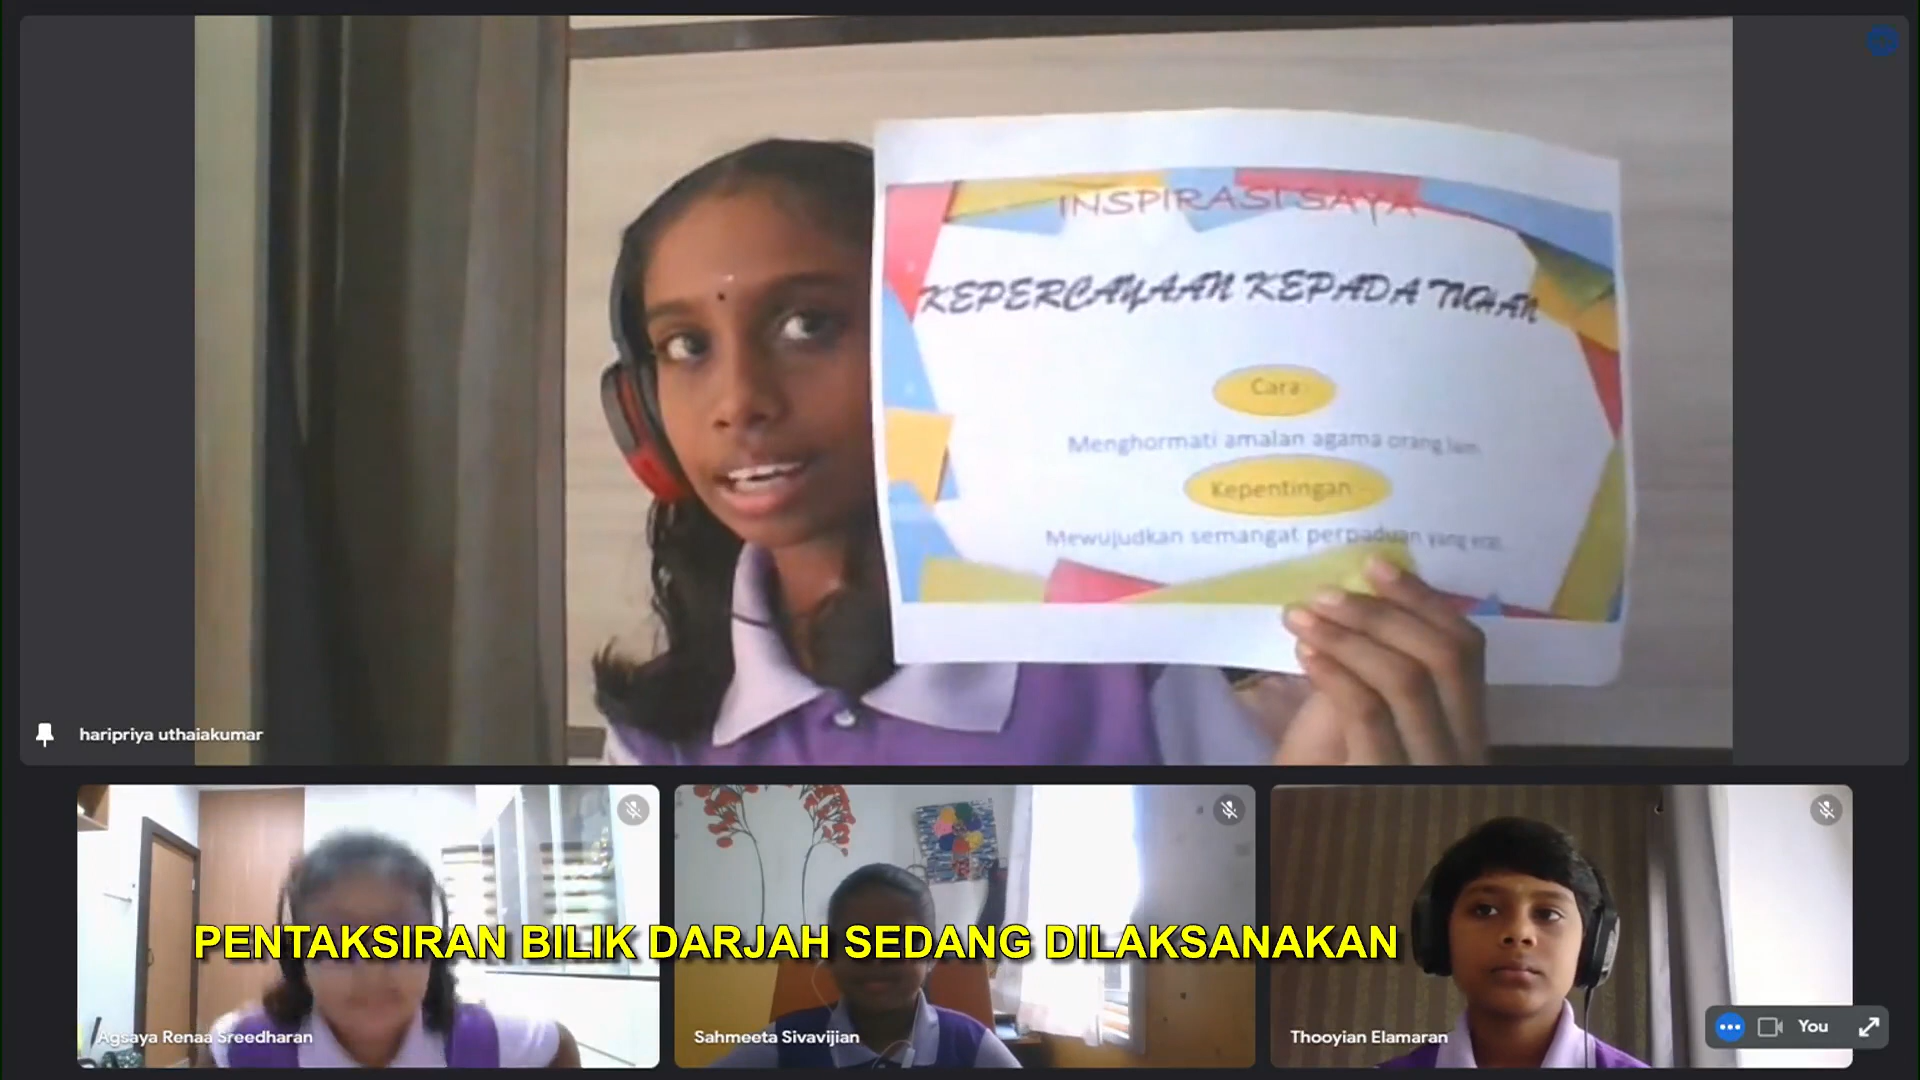 INSPIRASI SAYA
KEPERCAYAAN KEPADA TUHAN
Cara
Menghormati amalan agama orang lain
Kepentingan
Mewujudkan semangat perpaduan yang erat
haripriya uthaiakumar
PENTAKSIRAN BILIK DARJAH SEDANG DILAKSANAKAN
Agsaya Renaa Sreedharan
Sahmeeta Sivavijian
Thooyian Elamaran
You